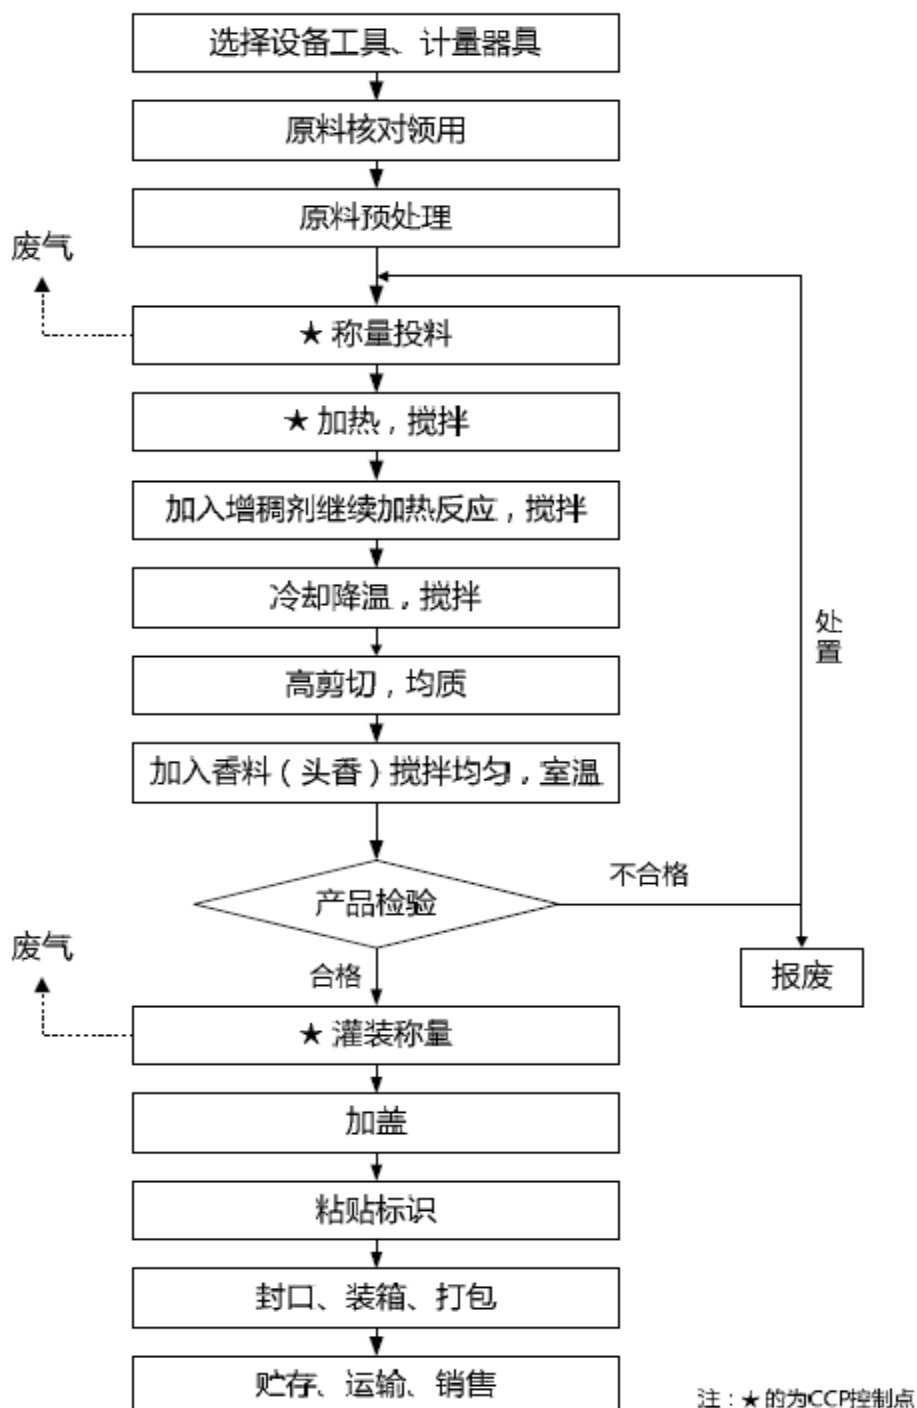 选择设备工具、计量器具
原料核对领用
原料预处理
废气
★ 称量投料
★ 加热，搅拌
加入增稠剂继续加热反应，搅拌
冷却降温，搅拌
处
置
高剪切，均质
加入香料（头香）搅拌均匀，室温
不合格
产品检验
废气
合格
报废
★ 灌装称量
加盖
粘贴标识
封口、装箱、打包
贮存、运输、销售
注：★ 的为CCP控制点